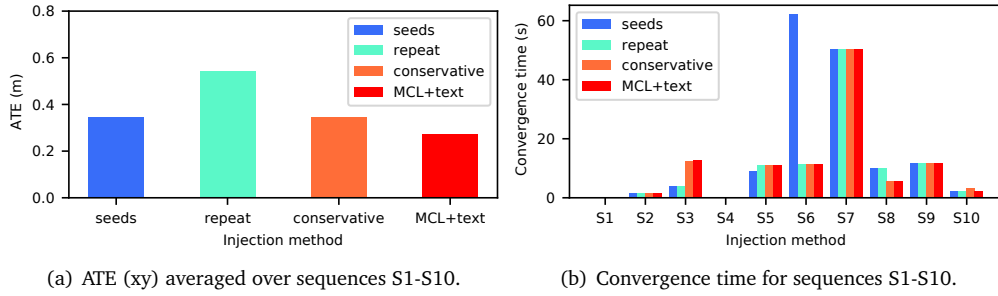 0.8
0.6
0.4
0.2
0.0
ATE (m)
seeds
repeat
conservative
MCL+text
seeds
repeat
conservative
MCL+text
Injection method
(a) ATE (xy) averaged over sequences S1-S10.
60
40
20
0
Convergence time (s)
seeds
repeat
conservative
MCL+text
S1 S2 S3 S4 S5 S6 S7 S8 S9 S10
Injection method
(b) Convergence time for sequences S1-S10.